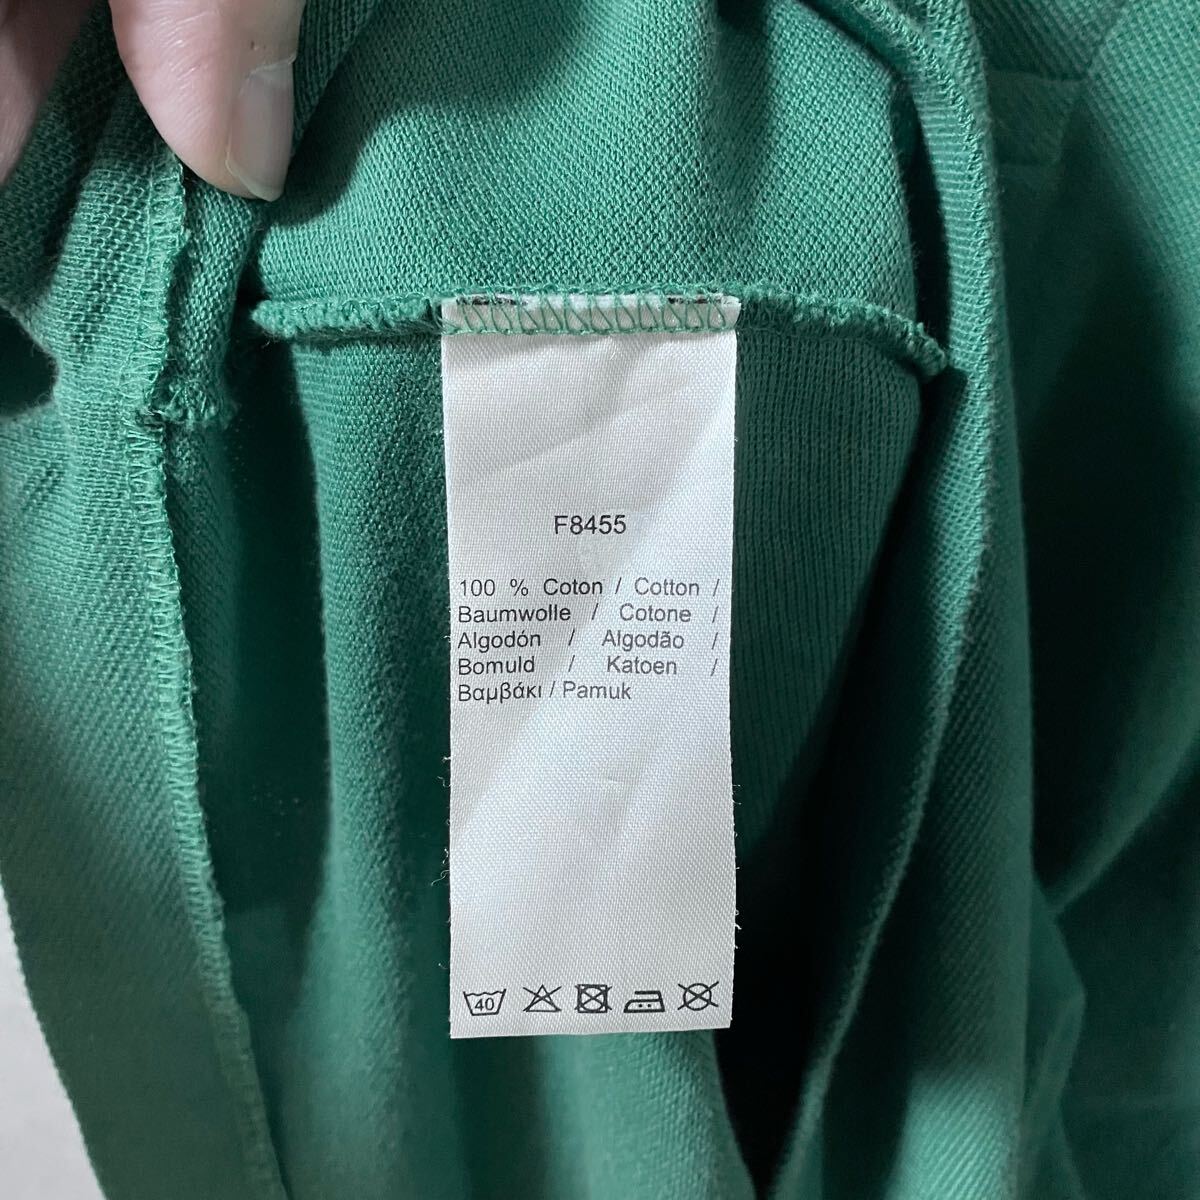 F8455
100 % Coton / Cotton /
Baumwolle / Cotone /
Algodón / Algodão /
Bomuld / Katoen /
Βαμβάκι / Pamuk
40